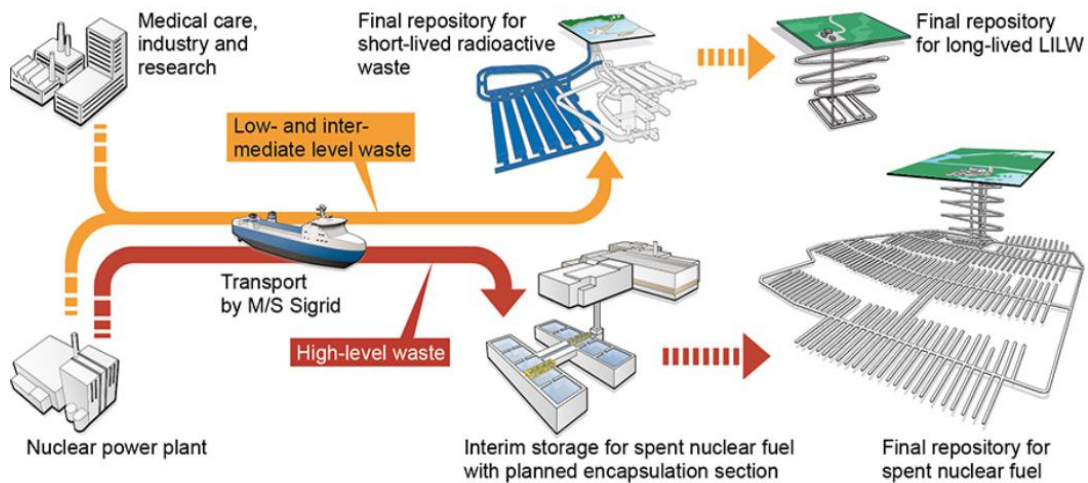 Medical care,
industry and
research
Final repository for
short-lived radioactive
waste
Final repository
for long-lived LILW
Low- and inter-
mediate level waste
Transport
by M/S Sigrid
High-level waste
Nuclear power plant
Interim storage for spent nuclear fuel
with planned encapsulation section
Final repository for
spent nuclear fuel